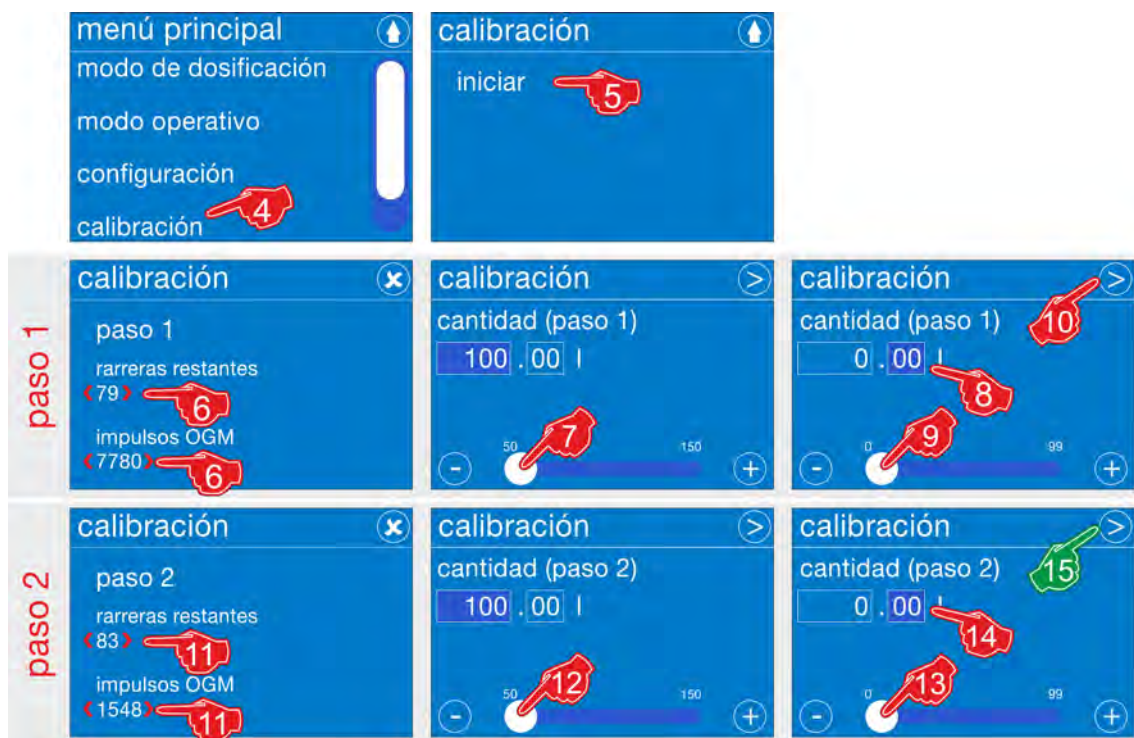 menú principal
modo de dosificación
modo operativo
configuración
4
calibración
calibración
iniciar
5
paso 1
calibración
paso 1
rarreras restantes
‹79›
6
impulsos OGM
‹7780›
6
calibración >
cantidad (paso 1)
100 . 00 l
7
50 150
- +
calibración >
10
cantidad (paso 1)
0 . 00 l
8
9
0 99
- +
paso 2
calibración
paso 2
rarreras restantes
‹83›
11
impulsos OGM
‹1548›
11
calibración >
cantidad (paso 2)
100 . 00 l
12
50 150
- +
calibración >
15
cantidad (paso 2)
0 . 00 l
14
13
0 99
- +